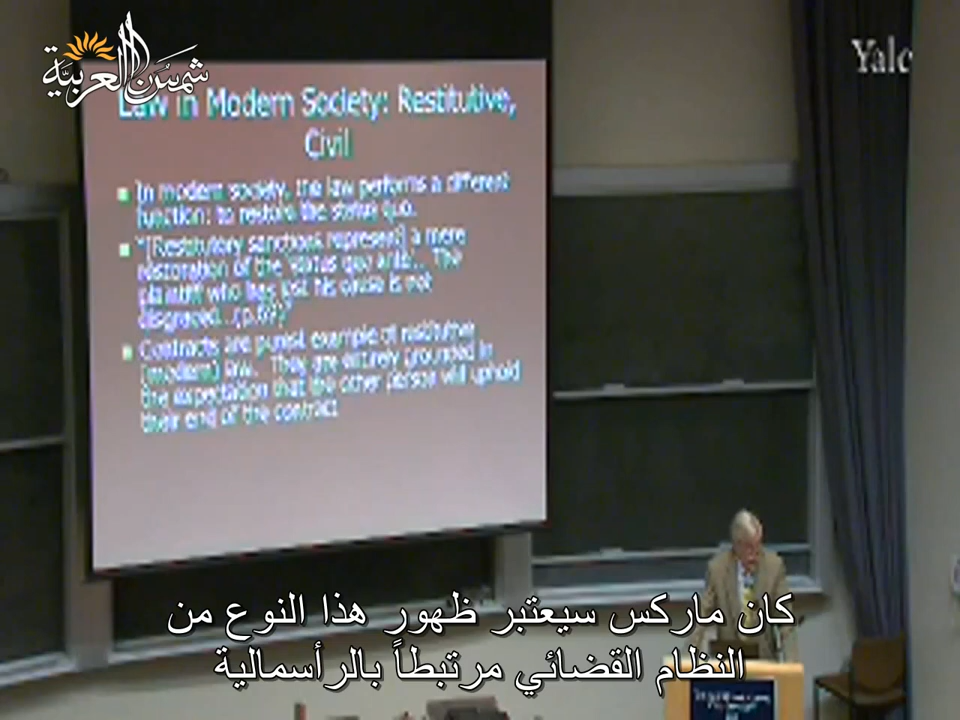 شمس العربية
Yale
Law in Modern Society: Restitutive,
Civil
In modern society, the law performs a different
function: to restore the status quo.
"[Restitutory sanctions represent] a mere
restoration of the 'status quo ante'.. The
plaintiff who has lost his cause is not
disgraced...(p.69)"
Contracts are purest example of restitutive
(modern) law. They are entirely grounded in
the expectation that the other person will uphold
their end of the contract
كان ماركس سيعتبر ظهور هذا النوع من
النظام القضائي مرتبطاً بالرأسمالية